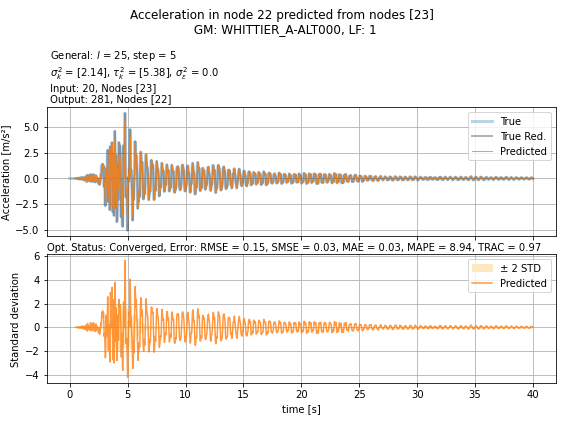 Acceleration in node 22 predicted from nodes [23]
GM: WHITTIER_A-ALT000, LF: 1
General: l = 25, step = 5
σ²ₖ = [2.14], τ²ₖ = [5.38], σ²ε = 0.0
Input: 20, Nodes [23]
Output: 281, Nodes [22]
Acceleration [m/s²]
5.0
2.5
0.0
−2.5
−5.0
True
True Red.
Predicted
Opt. Status: Converged, Error: RMSE = 0.15, SMSE = 0.03, MAE = 0.03, MAPE = 8.94, TRAC = 0.97
Standard deviation
6
4
2
0
−2
−4
± 2 STD
Predicted
0 5 10 15 20 25 30 35 40
time [s]